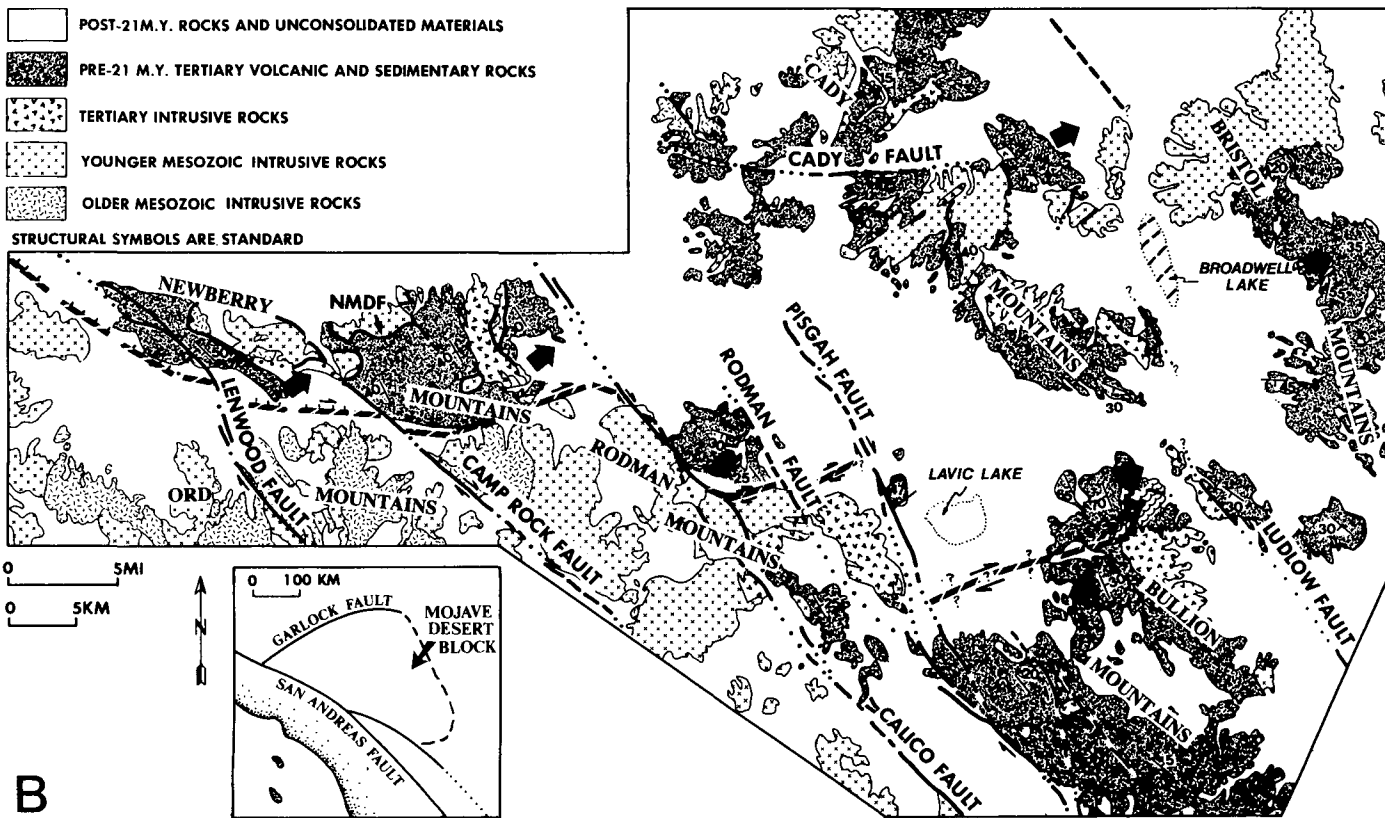 POST-21M.Y. ROCKS AND UNCONSOLIDATED MATERIALS
PRE-21 M.Y. TERTIARY VOLCANIC AND SEDIMENTARY ROCKS
TERTIARY INTRUSIVE ROCKS
YOUNGER MESOZOIC INTRUSIVE ROCKS
OLDER MESOZOIC INTRUSIVE ROCKS
STRUCTURAL SYMBOLS ARE STANDARD
CADY
CADY FAULT
MOUNTAINS
BRISTOL
MOUNTAINS
BROADWELL
LAKE
NEWBERRY
NMDF
MOUNTAINS
LENWOOD FAULT
ORD
MOUNTAINS
CAMP ROCK FAULT
RODMAN
MOUNTAINS
RODMAN FAULT
PISGAH FAULT
LAVIC LAKE
CALICO FAULT
BULLION
MOUNTAINS
LUDLOW FAULT
30
30
35
0 5MI
0 5KM
N
0 100 KM
GARLOCK FAULT
MOJAVE
DESERT
BLOCK
SAN ANDREAS FAULT
B